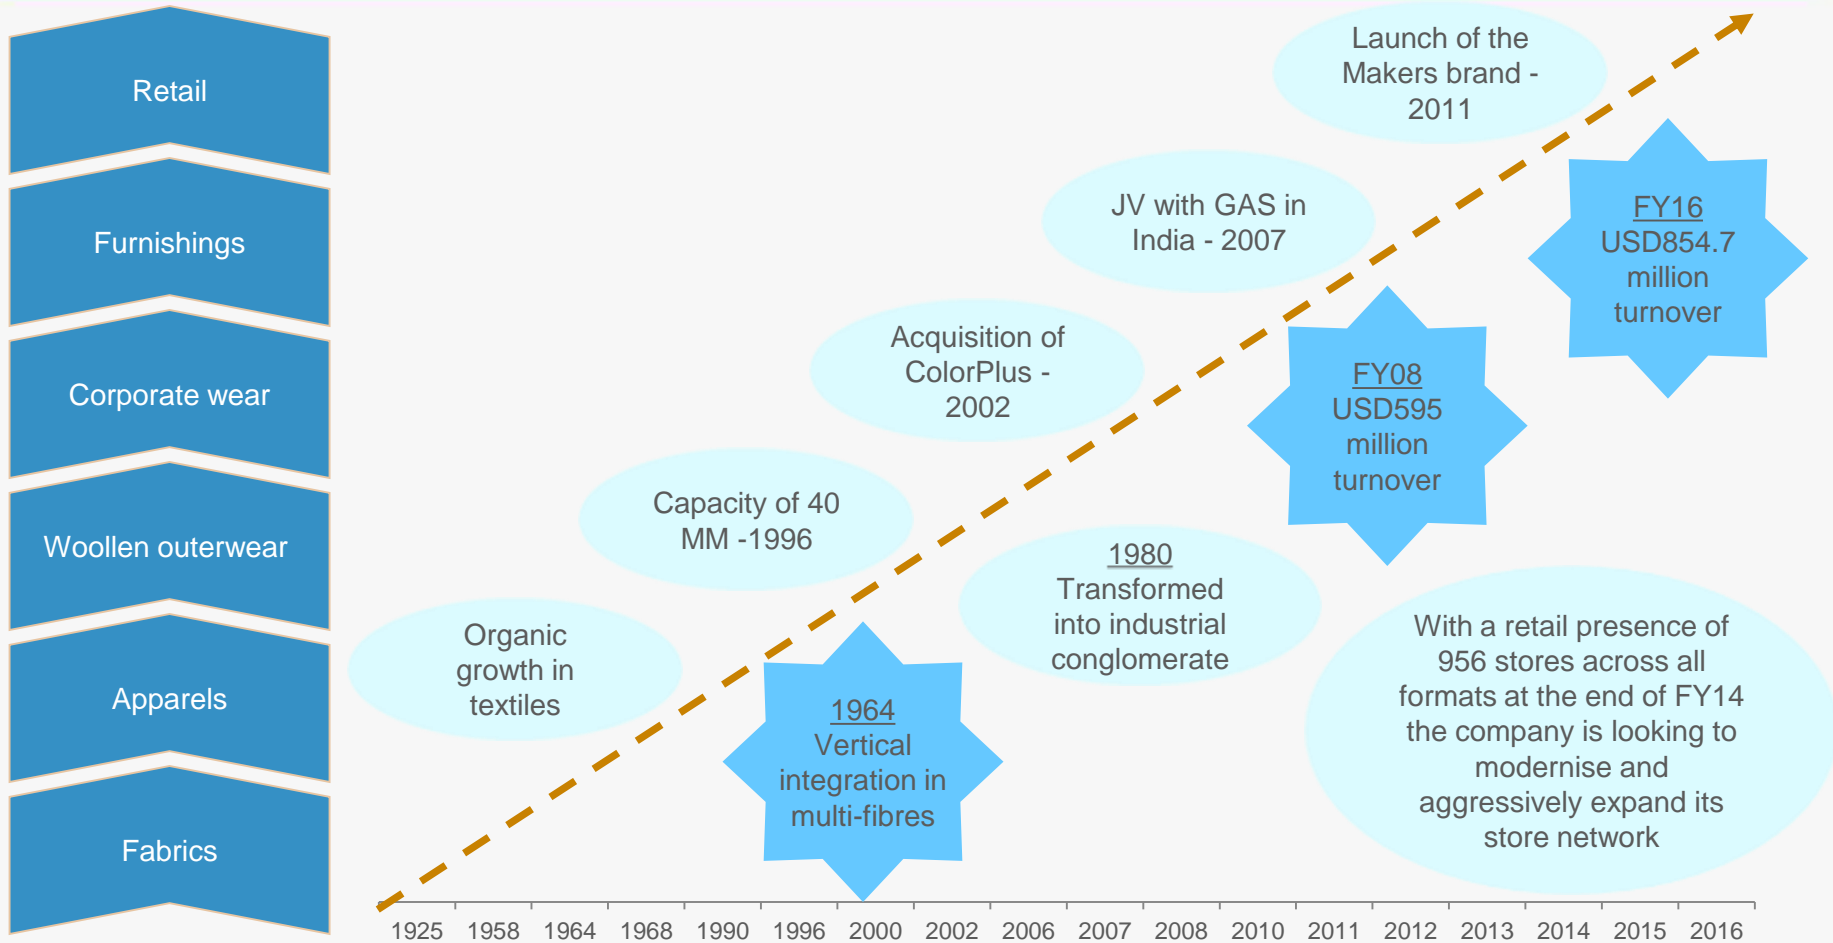 Retail
Furnishings
Corporate wear
Woollen outerwear
Apparels
Fabrics
Launch of the
Makers brand -
2011
JV with GAS in
India - 2007
Acquisition of
ColorPlus -
2002
Capacity of 40
MM -1996
Organic
growth in
textiles
FY16
USD854.7
million
turnover
FY08
USD595
million
turnover
1980
Transformed
into industrial
conglomerate
1964
Vertical
integration in
multi-fibres
With a retail presence of
956 stores across all
formats at the end of FY14
the company is looking to
modernise and
aggressively expand its
store network
1925 1958 1964 1968 1990 1996 2000 2002 2006 2007 2008 2010 2011 2012 2013 2014 2015 2016